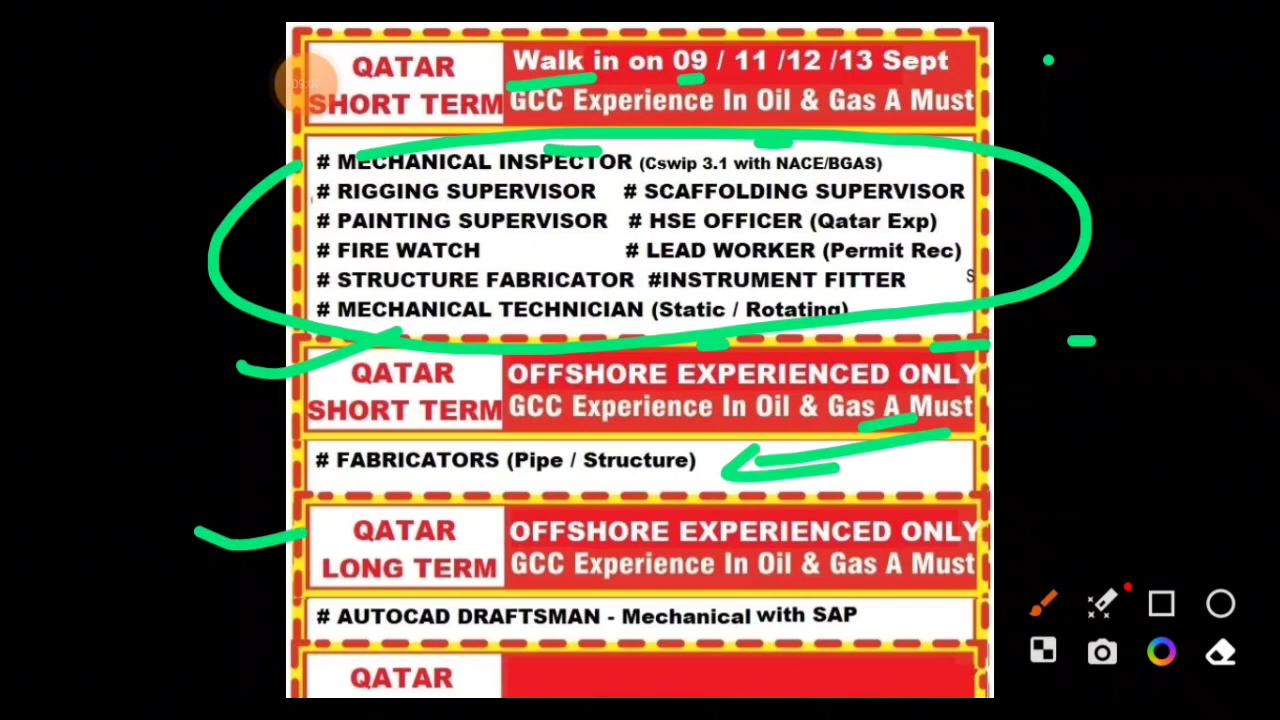 QATAR
SHORT TERM
Walk in on 09 / 11 /12 /13 Sept
GCC Experience In Oil & Gas A Must
# MECHANICAL INSPECTOR (Cswip 3.1 with NACE/BGAS)
# RIGGING SUPERVISOR # SCAFFOLDING SUPERVISOR
# PAINTING SUPERVISOR # HSE OFFICER (Qatar Exp)
# FIRE WATCH # LEAD WORKER (Permit Rec)
# STRUCTURE FABRICATOR #INSTRUMENT FITTER S
# MECHANICAL TECHNICIAN (Static / Rotating)
QATAR
SHORT TERM
OFFSHORE EXPERIENCED ONLY
GCC Experience In Oil & Gas A Must
# FABRICATORS (Pipe / Structure)
QATAR
LONG TERM
OFFSHORE EXPERIENCED ONLY
GCC Experience In Oil & Gas A Must
# AUTOCAD DRAFTSMAN - Mechanical with SAP
QATAR